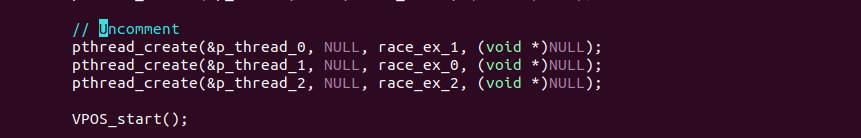 // Uncomment
pthread_create(&p_thread_0, NULL, race_ex_1, (void *)NULL);
pthread_create(&p_thread_1, NULL, race_ex_0, (void *)NULL);
pthread_create(&p_thread_2, NULL, race_ex_2, (void *)NULL);
VPOS_start();